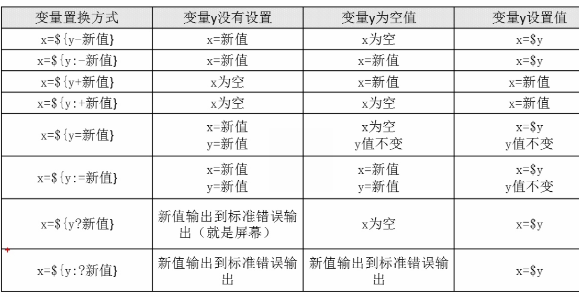 变量置换方式 变量y没有设置 变量y为空值 变量y设置值
x=${y-新值} x=新值 x为空 x=$y
x=${y:-新值} x=新值 x=新值 x=$y
x=${y+新值} x为空 x=新值 x=新值
x=${y:+新值} x为空 x为空 x=新值
x=${y=新值} x=新值 x为空 x=$y
y=新值 y值不变 y值不变
x=${y:=新值} x=新值 x=新值 x=$y
y=新值 y=新值 y值不变
x=${y?新值} 新值输出到标准错误输 x为空 x=$y
出（就是屏幕）
x=${y:?新值} 新值输出到标准错误输 新值输出到标准错误输 x=$y
出 出